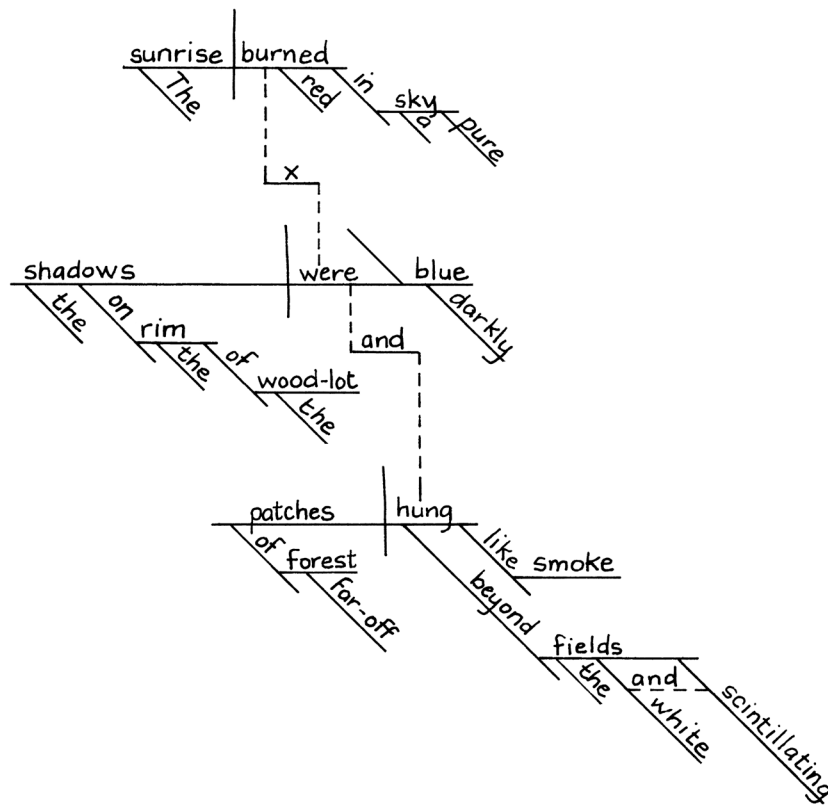 sunrise burned
The red in sky a pure
x
shadows were blue
the on rim the of wood-lot the darkly
and
patches hung
of forest far-off like smoke
beyond fields
the and white scintillating